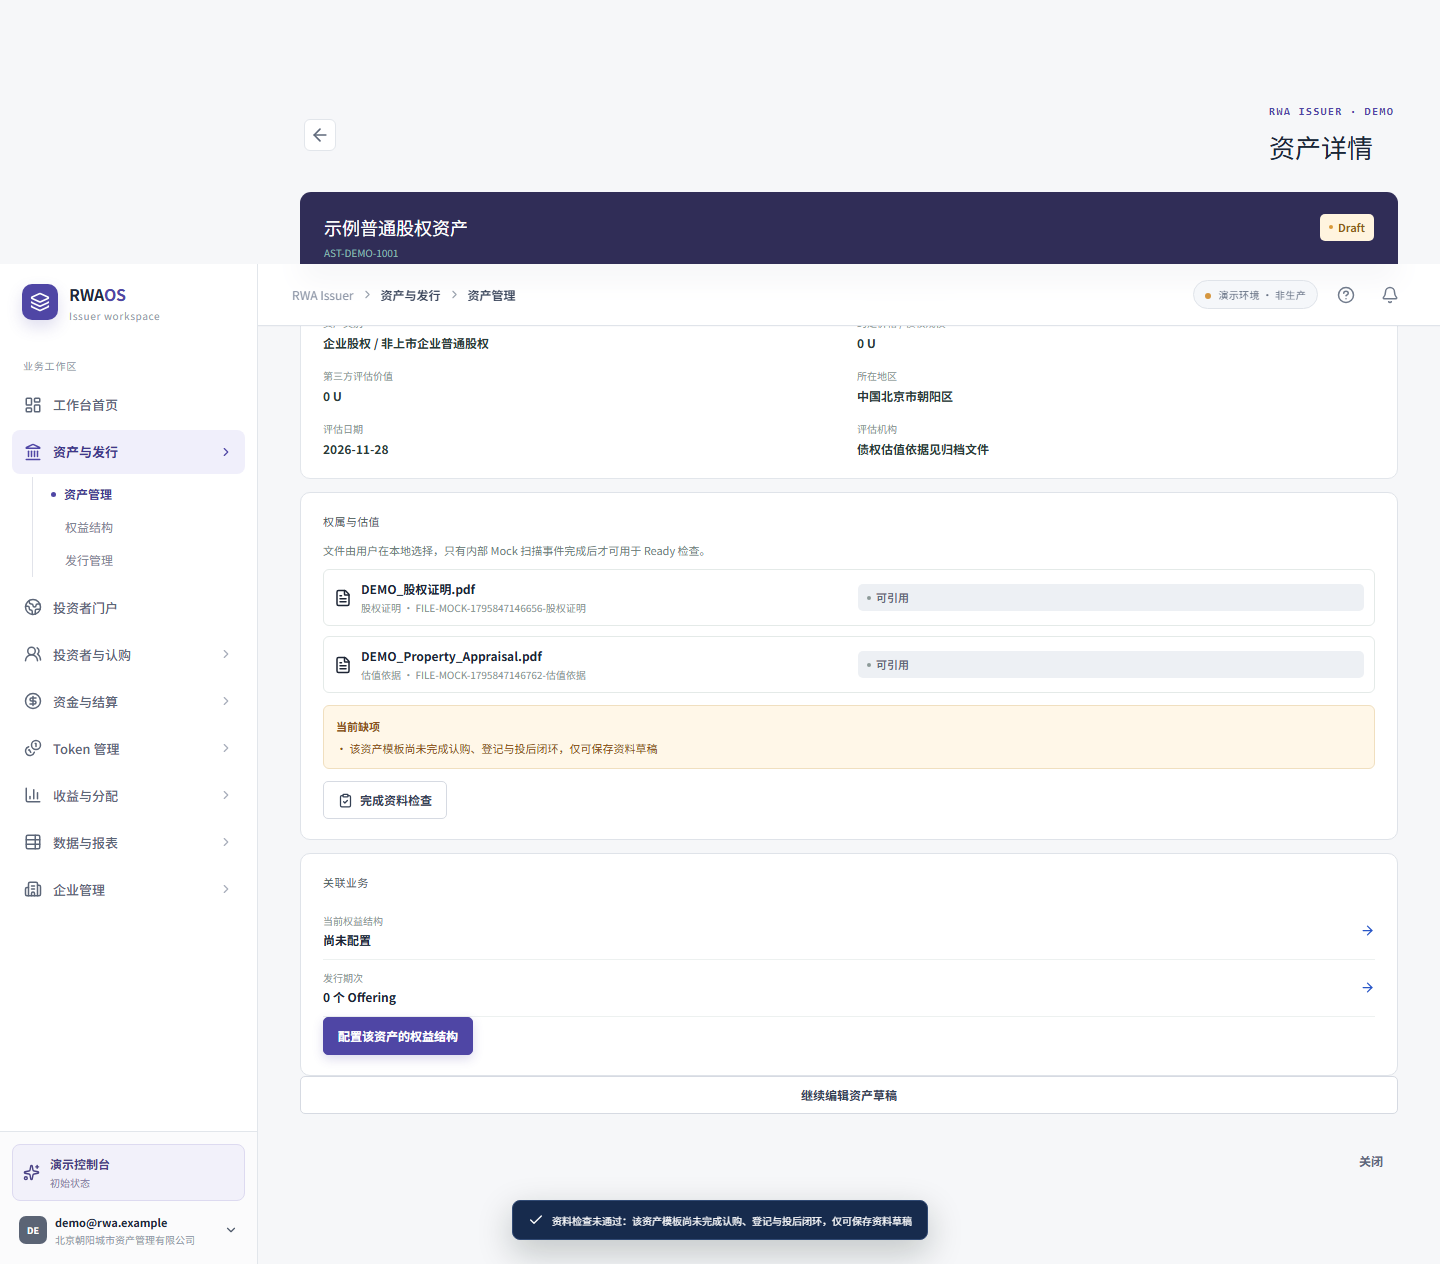 RWA ISSUER · DEMO
资产详情
示例普通股权资产
Draft
AST-DEMO-1001
RWAOS
Issuer workspace
RWA Issuer
资产与发行
资产管理
演示环境 · 非生产
业务工作区
工作台首页
资产与发行
资产管理
权益结构
发行管理
投资者门户
投资者与认购
资金与结算
Token 管理
收益与分配
数据与报表
企业管理
演示控制台
初始状态
DE
demo@rwa.example
北京朝阳城市资产管理有限公司
企业股权 / 非上市企业普通股权
0 U
第三方评估价值
0 U
所在地区
中国北京市朝阳区
评估日期
2026-11-28
评估机构
债权估值依据见归档文件
权属与估值
文件由用户在本地选择，只有内部 Mock 扫描事件完成后才可用于 Ready 检查。
DEMO_股权证明.pdf
股权证明 · FILE-MOCK-1795847146656-股权证明
可引用
DEMO_Property_Appraisal.pdf
估值依据 · FILE-MOCK-1795847146762-估值依据
可引用
当前缺项
· 该资产模板尚未完成认购、登记与投后闭环，仅可保存资料草稿
完成资料检查
关联业务
当前权益结构
尚未配置
发行期次
0 个 Offering
配置该资产的权益结构
继续编辑资产草稿
关闭
资料检查未通过：该资产模板尚未完成认购、登记与投后闭环，仅可保存资料草稿